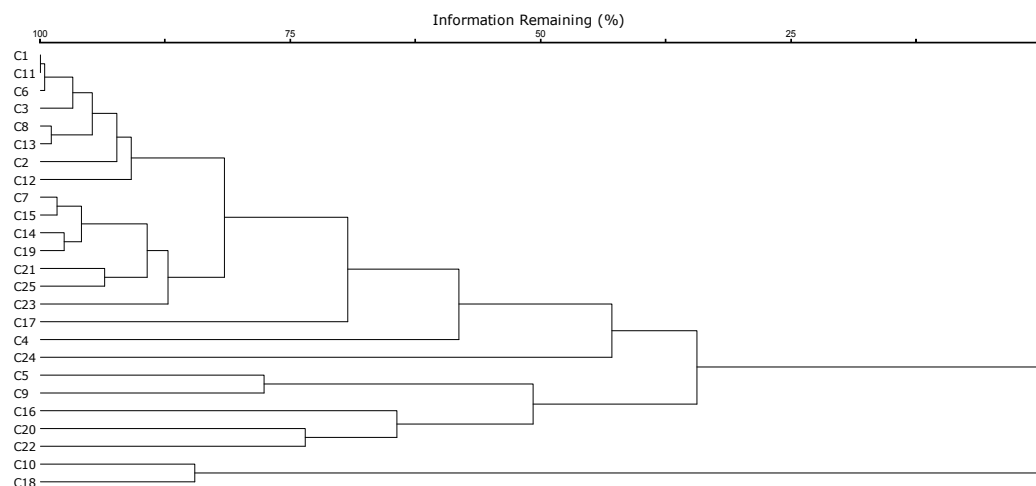 Information Remaining (%)
100 75 50 25
C1
C11
C6
C3
C8
C13
C2
C12
C7
C15
C14
C19
C21
C25
C23
C17
C4
C24
C5
C9
C16
C20
C22
C10
C18